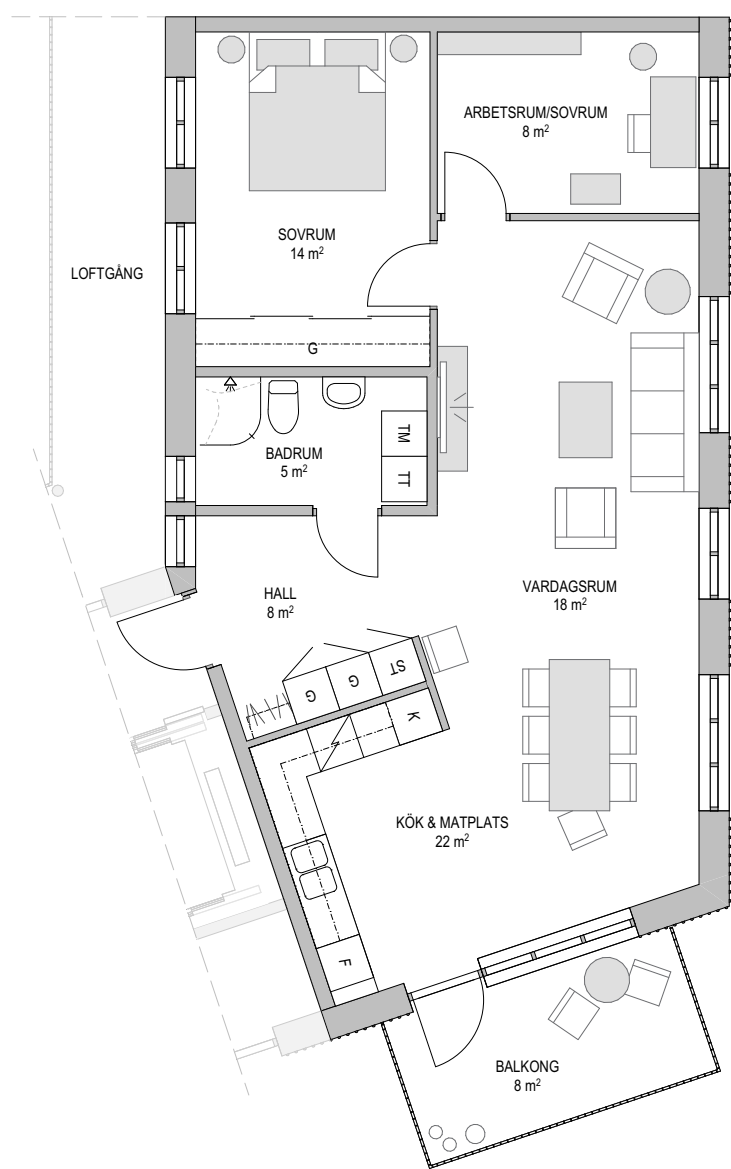 ARBETSRUM/SOVRUM
8 m²
SOVRUM
14 m²
LOFTGÅNG
G
TM
BADRUM
5 m²
TT
HALL
8 m²
VARDAGSRUM
18 m²
ST
G
G
K
KÖK & MATPLATS
22 m²
F
BALKONG
8 m²